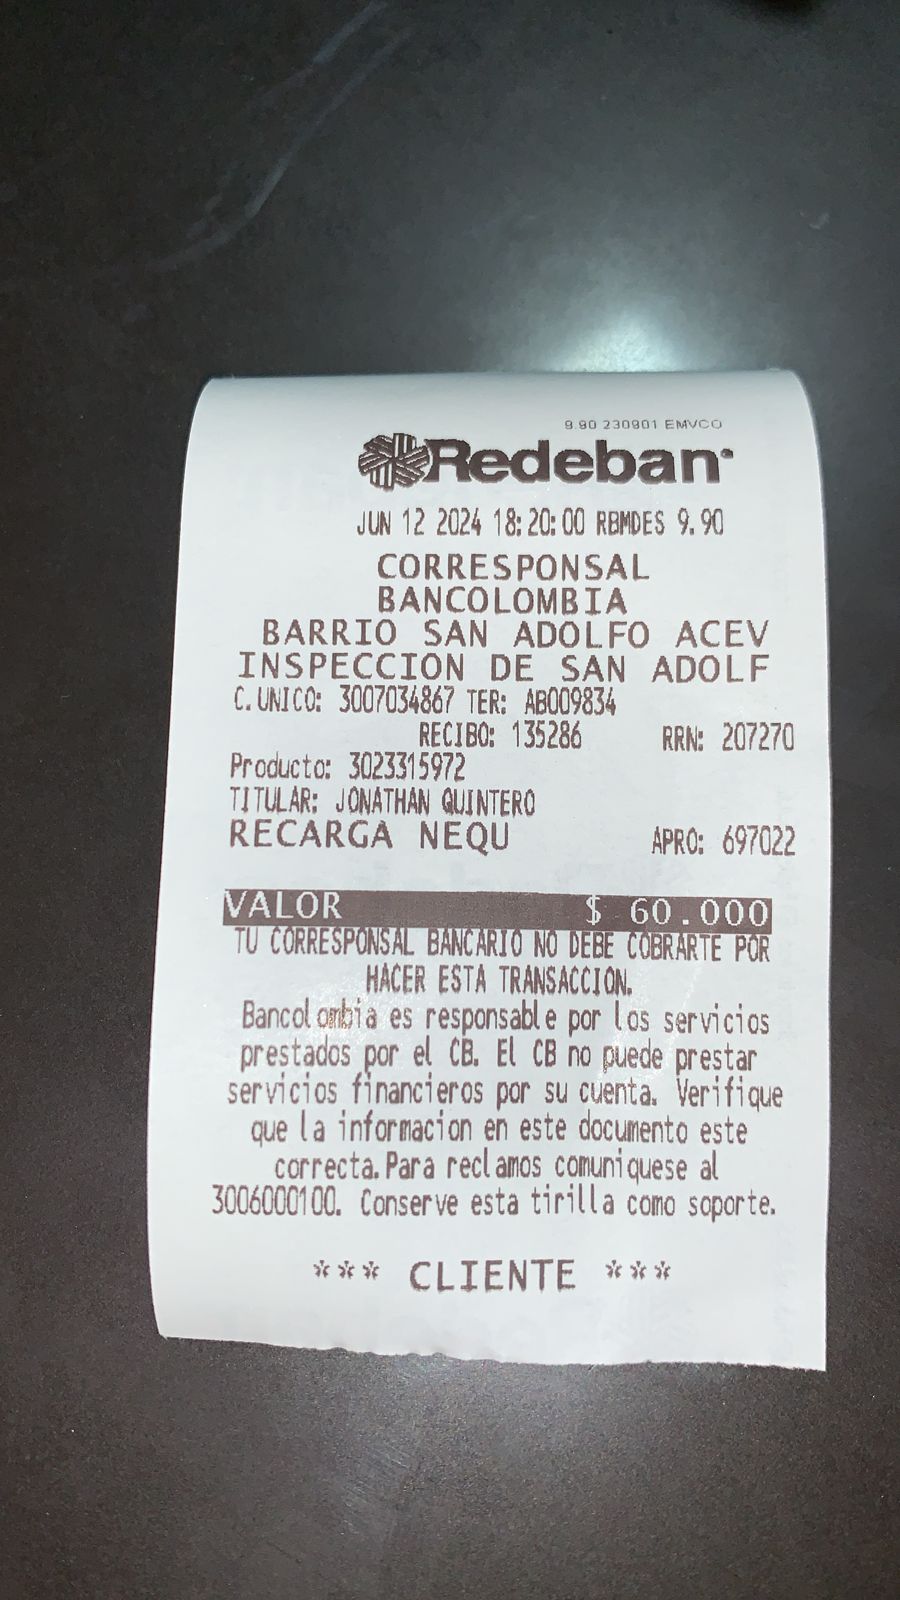 9.90 230901 EMVCO
Redeban
JUN 12 2024 18:20:00 RBMDES 9.90
CORRESPONSAL
BANCOLOMBIA
BARRIO SAN ADOLFO ACEV
INSPECCION DE SAN ADOLF
C.UNICO: 3007034867 TER: AB009834
RECIBO: 135286 RRN: 207270
Producto: 3023315972
TITULAR: JONATHAN QUINTERO
RECARGA NEQU APRO: 697022
VALOR $ 60.000
TU CORRESPONSAL BANCARIO NO DEBE COBRARTE POR
HACER ESTA TRANSACCION.
Bancolombia es responsable por los servicios
prestados por el CB. El CB no puede prestar
servicios financieros por su cuenta. Verifique
que la informacion en este documento este
correcta. Para reclamos comuniquese al
3006000100. Conserve esta tirilla como soporte.
*** CLIENTE ***